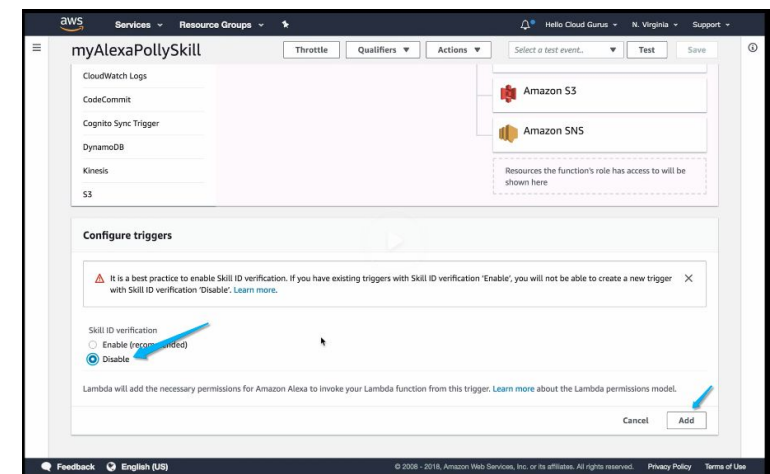 aws Services Resource Groups Hello Cloud Gurus N. Virginia Support
myAlexaPollySkill Throttle Qualifiers Actions Select a test event.. Test Save
CloudWatch Logs
CodeCommit
Cognito Sync Trigger
DynamoDB
Kinesis
S3
Amazon S3
Amazon SNS
Resources the function's role has access to will be
shown here
Configure triggers
It is a best practice to enable Skill ID verification. If you have existing triggers with Skill ID verification 'Enable', you will not be able to create a new trigger
with Skill ID verification 'Disable'. Learn more.
Skill ID verification
Enable (recommended)
Disable
Lambda will add the necessary permissions for Amazon Alexa to invoke your Lambda function from this trigger. Learn more about the Lambda permissions model.
Cancel Add
Feedback English (US) © 2008 - 2018, Amazon Web Services, Inc. or its affiliates. All rights reserved. Privacy Policy Terms of Use